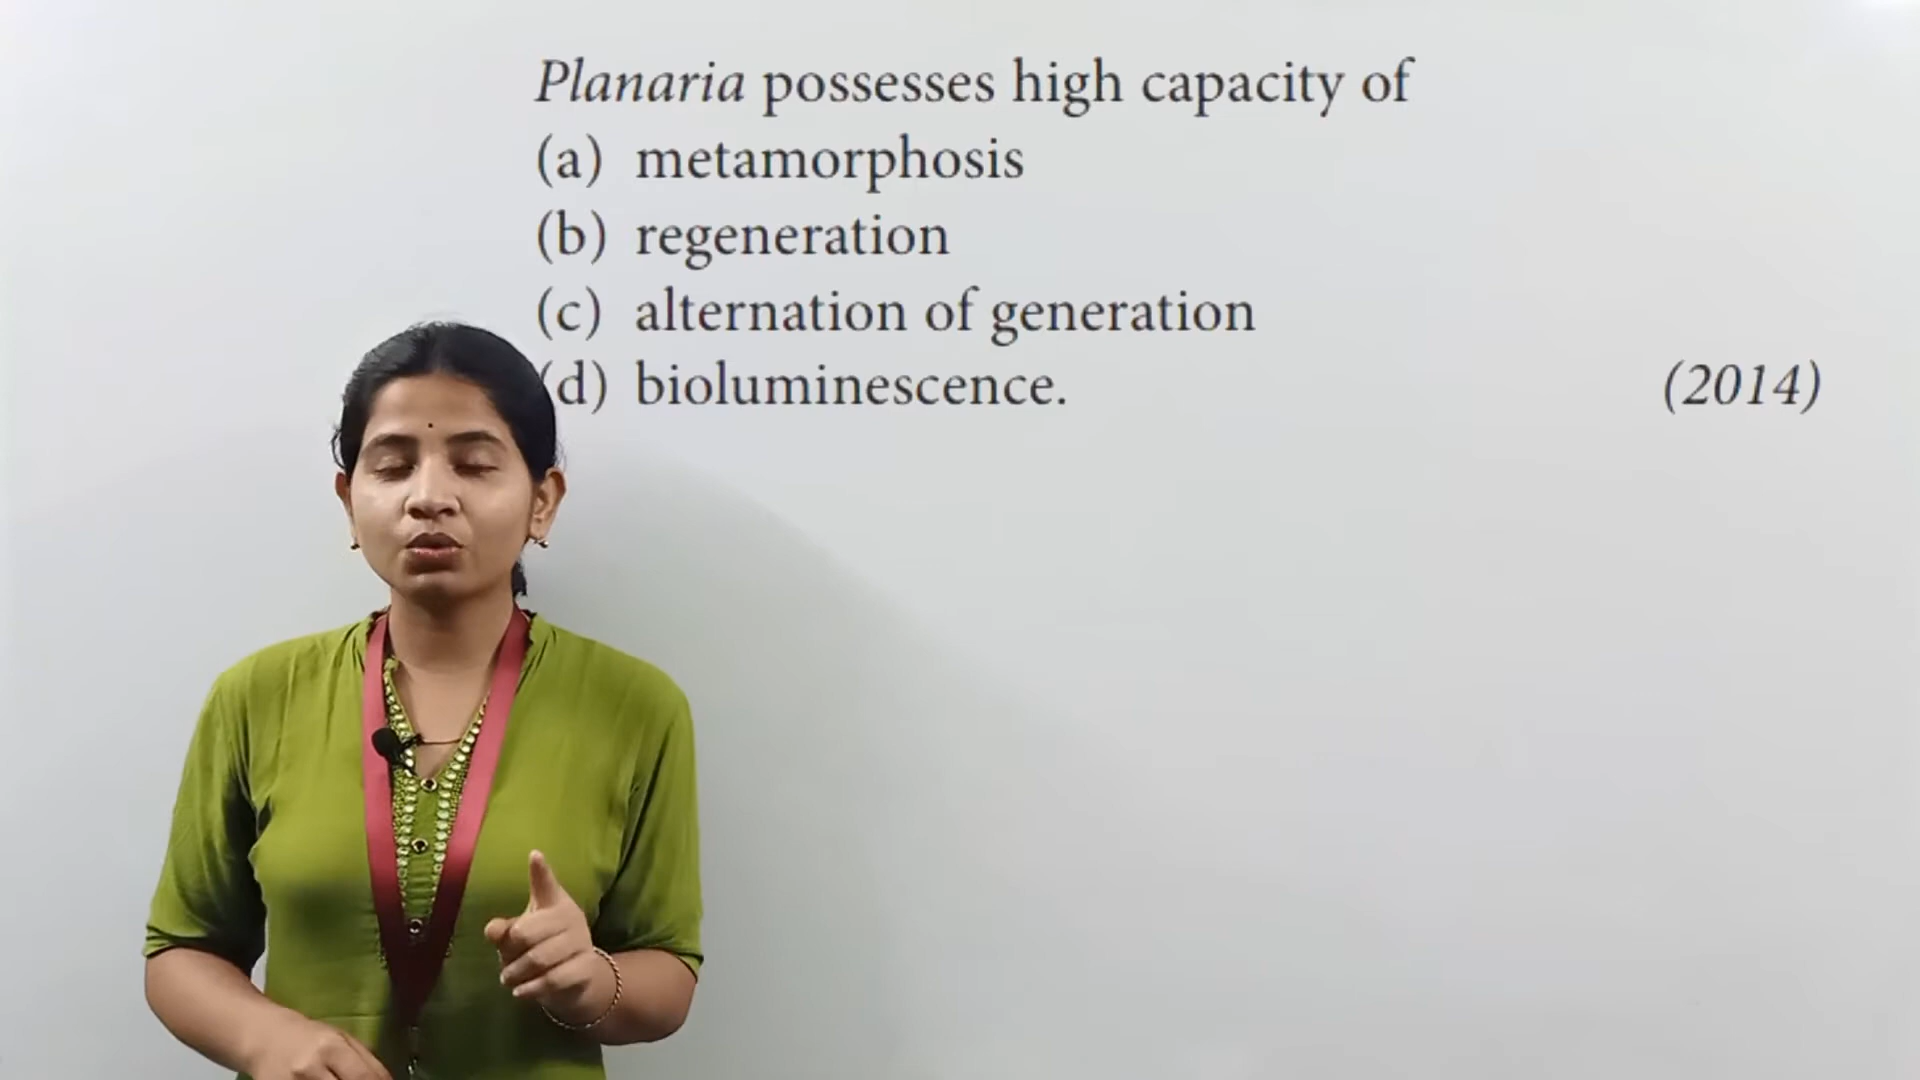 Planaria possesses high capacity of
(a) metamorphosis
(b) regeneration
(c) alternation of generation
(d) bioluminescence. (2014)